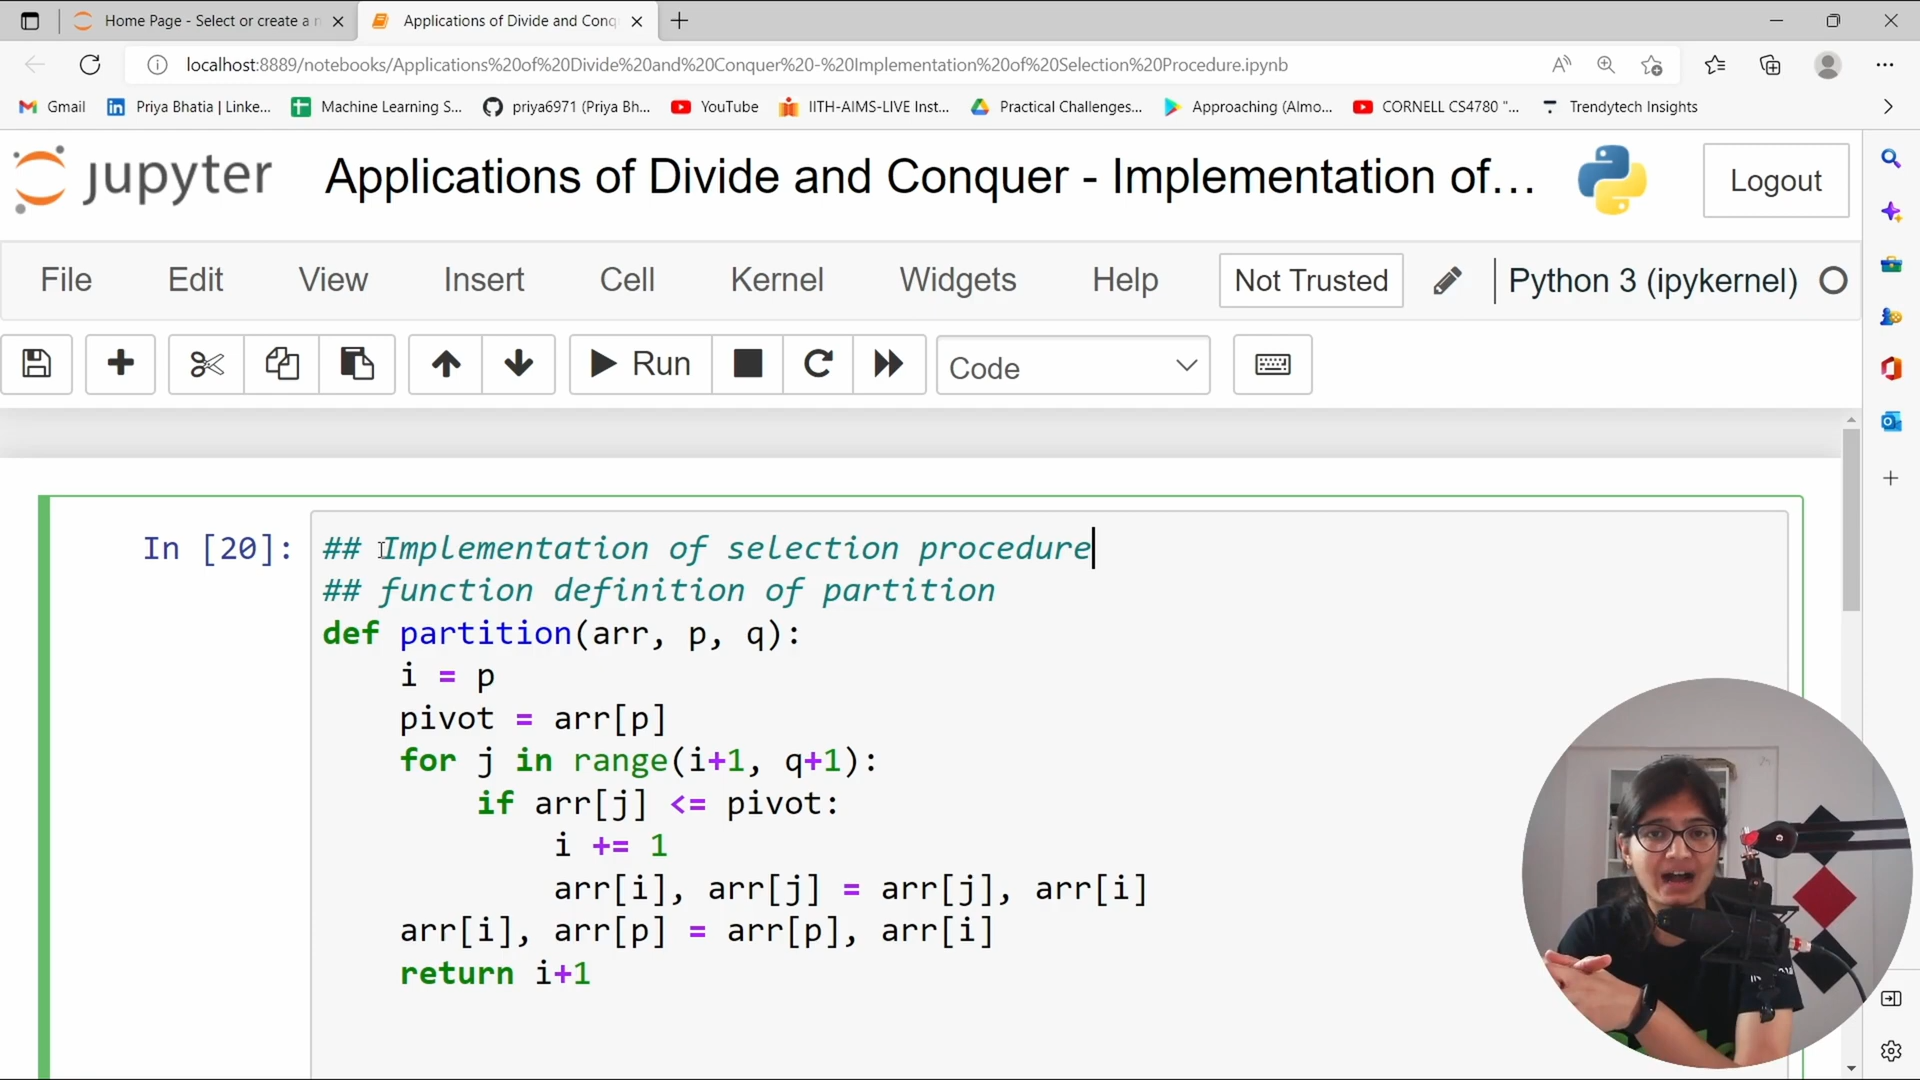 Home Page - Select or create a n
Applications of Divide and Conq
localhost:8889/notebooks/Applications%20of%20Divide%20and%20Conquer%20-%20Implementation%20of%20Selection%20Procedure.ipynb
Gmail
Priya Bhatia | Linke...
Machine Learning S...
priya6971 (Priya Bh...
YouTube
IITH-AIMS-LIVE Inst...
Practical Challenges...
Approaching (Almo...
CORNELL CS4780 "...
Trendytech Insights
jupyter
Applications of Divide and Conquer - Implementation of...
Logout
File Edit View Insert Cell Kernel Widgets Help
Not Trusted
Python 3 (ipykernel)
Run
Code
In [20]:
## Implementation of selection procedure
## function definition of partition
def partition(arr, p, q):
    i = p
    pivot = arr[p]
    for j in range(i+1, q+1):
        if arr[j] <= pivot:
            i += 1
            arr[i], arr[j] = arr[j], arr[i]
    arr[i], arr[p] = arr[p], arr[i]
    return i+1